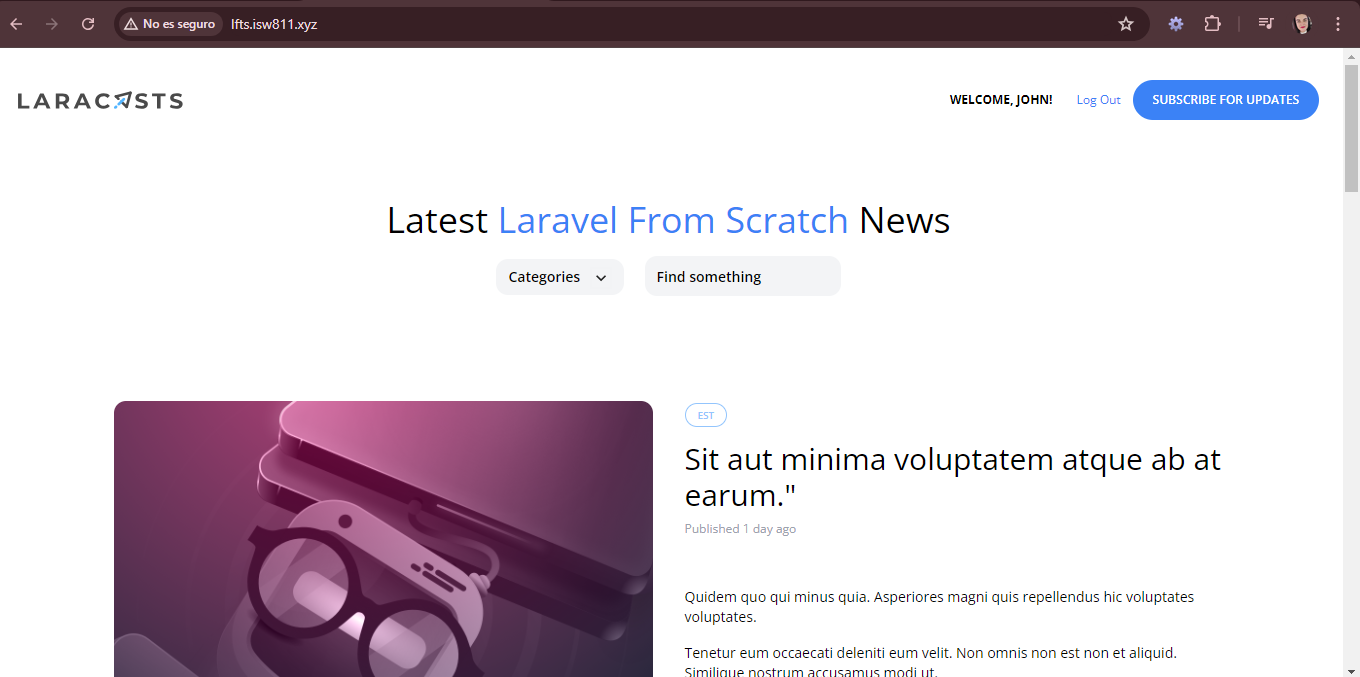 No es seguro
lfts.isw811.xyz
LARACASTS
WELCOME, JOHN!
Log Out
SUBSCRIBE FOR UPDATES
Latest Laravel From Scratch News
Categories
Find something
EST
Sit aut minima voluptatem atque ab at
earum."
Published 1 day ago
Quidem quo qui minus quia. Asperiores magni quis repellendus hic voluptates
voluptates.
Tenetur eum occaecati deleniti eum velit. Non omnis non est non et aliquid.
Similique nostrum accusamus modi ut.